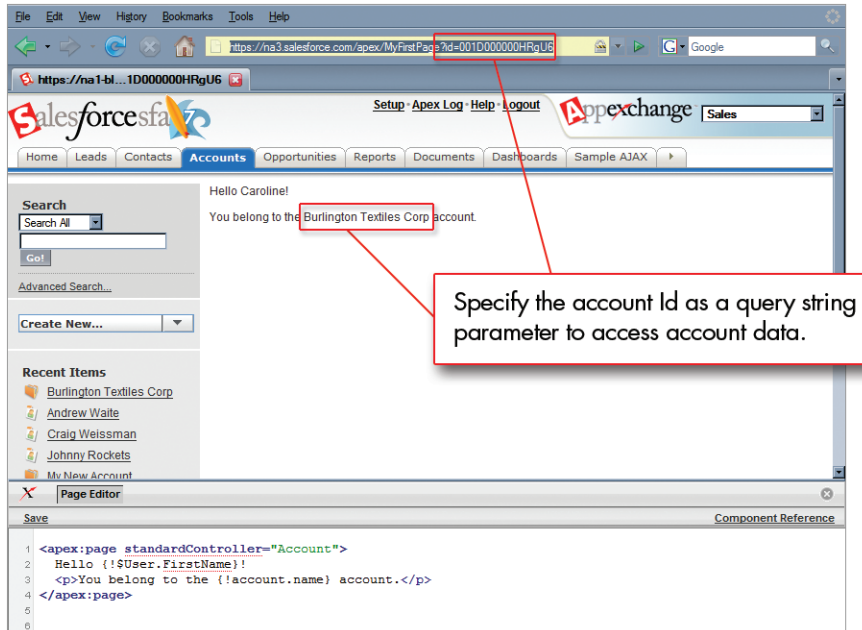 File Edit View History Bookmarks Tools Help
https://na3.salesforce.com/apex/MyFirstPage?id=001D000000HRgU6
G Google
https://na1-bl...1D000000HRgU6
Salesforcesfa
Setup · Apex Log · Help · Logout
Appexchange
Sales
Home Leads Contacts Accounts Opportunities Reports Documents Dashboards Sample AJAX
Search
Search All
Go!
Advanced Search...
Create New...
Recent Items
Burlington Textiles Corp
Andrew Waite
Craig Weissman
Johnny Rockets
My New Account
Hello Caroline!
You belong to the Burlington Textiles Corp account.
Specify the account Id as a query string
parameter to access account data.
Page Editor
Save
Component Reference
1 <apex:page standardController="Account">
2 Hello {!$User.FirstName}!
3 <p>You belong to the {!account.name} account.</p>
4 </apex:page>
5
6